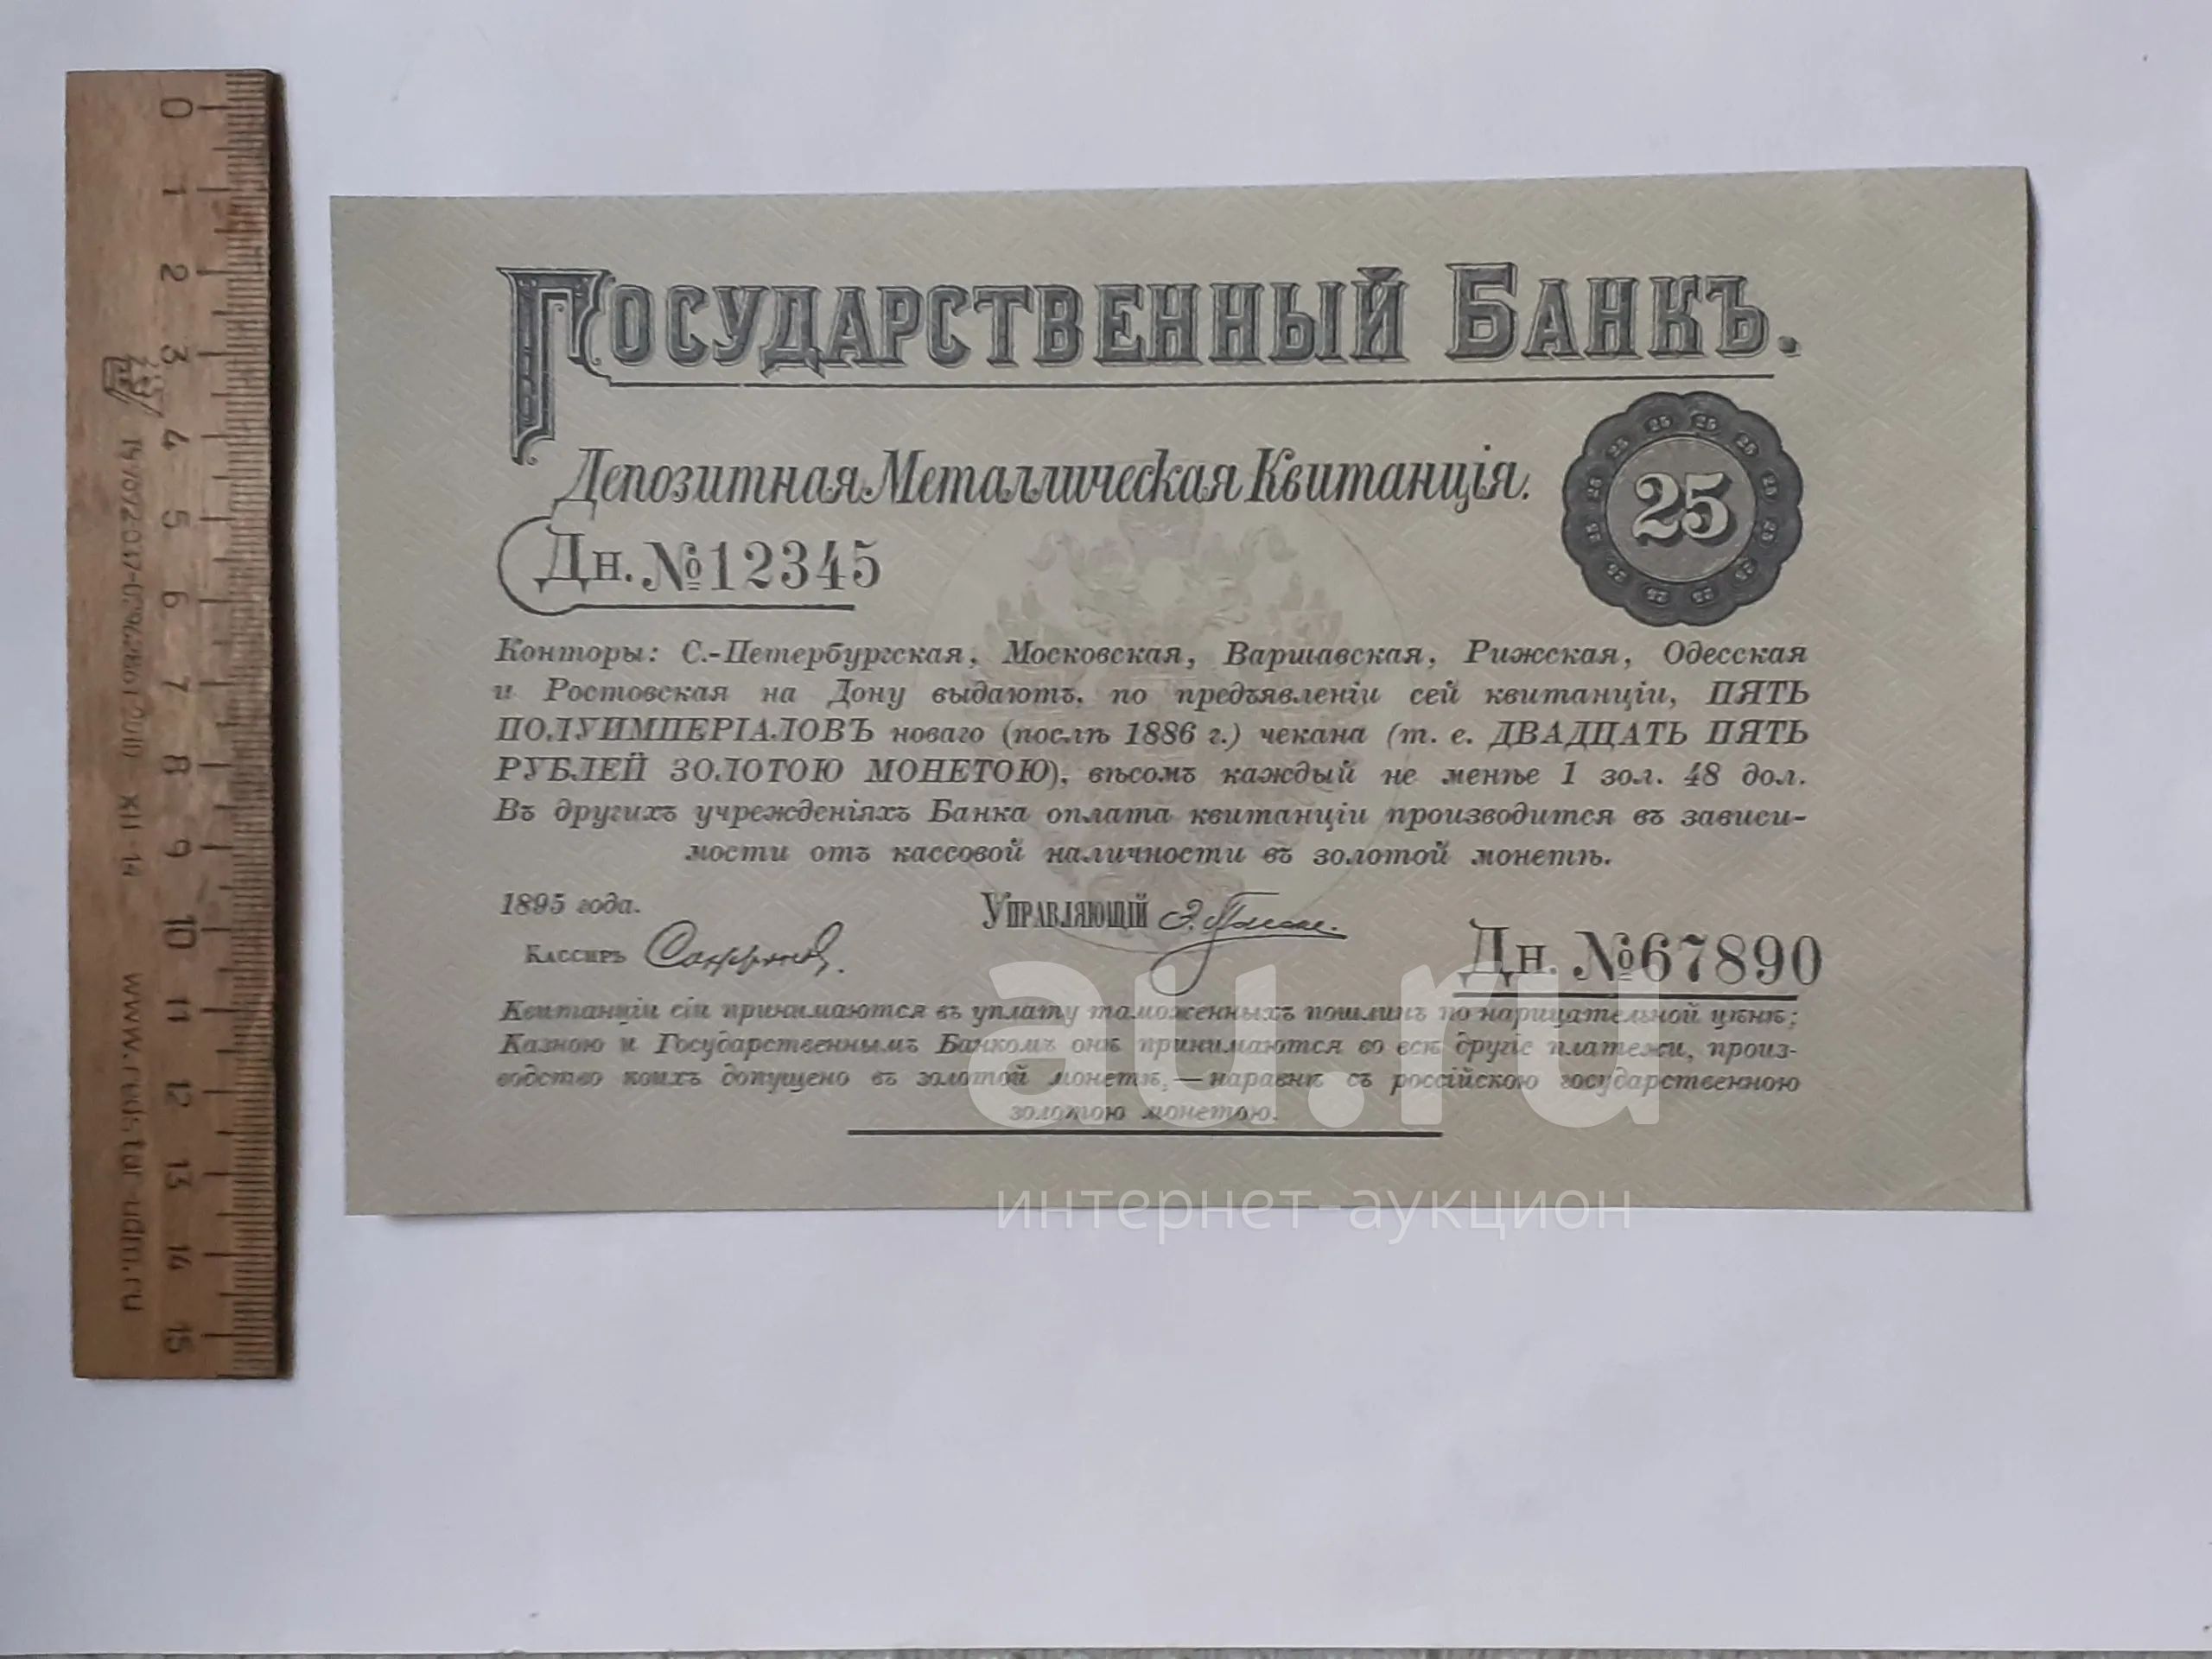 Государственный Банкъ.
Депозитная Металлическая Квитанція.
25
Дн. №12345
Конторы: С.-Петербургская, Московская, Варшавская, Рижская, Одесская
и Ростовская на Дону выдаютъ, по предъявленіи сей квитанціи, ПЯТЬ
ПОЛУИМПЕРІАЛОВЪ новаго (послѣ 1886 г.) чекана (т. е. ДВАДЦАТЬ ПЯТЬ
РУБЛЕЙ ЗОЛОТОЮ МОНЕТОЮ), вѣсомъ каждый не менѣе 1 зол. 48 дол.
Въ другихъ учрежденіяхъ Банка оплата квитанціи производится въ зависи-
мости отъ кассовой наличности въ золотой монетѣ.
1895 года.
Управляющій
Кассиръ
Дн. №67890
Квитанціи сіи принимаются въ уплату таможенныхъ пошлинъ по нарицательной цѣнѣ;
Казною и Государственнымъ Банкомъ онѣ принимаются во всѣ другіе платежи, произ-
водство коихъ допущено въ золотой монетѣ, — наравнѣ съ россійскою государственною
золотою монетою.
au.ru
интернет-аукцион
0 1 2 3 4 5 6 7 8 9 10 11 12 13 14 15
www.redstar-udm.ru